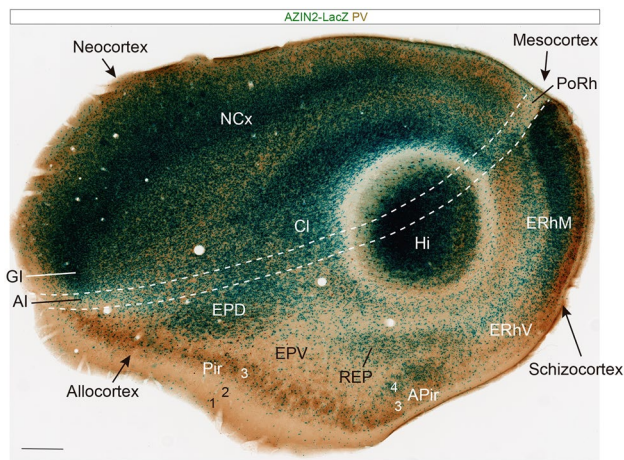 AZIN2-LacZ PV
Neocortex
Mesocortex
PoRh
NCx
Cl
Hi
ERhM
GI
AI
EPD
ERhV
EPV
REP
Schizocortex
Pir
3
2
1
4
3
APir
Allocortex